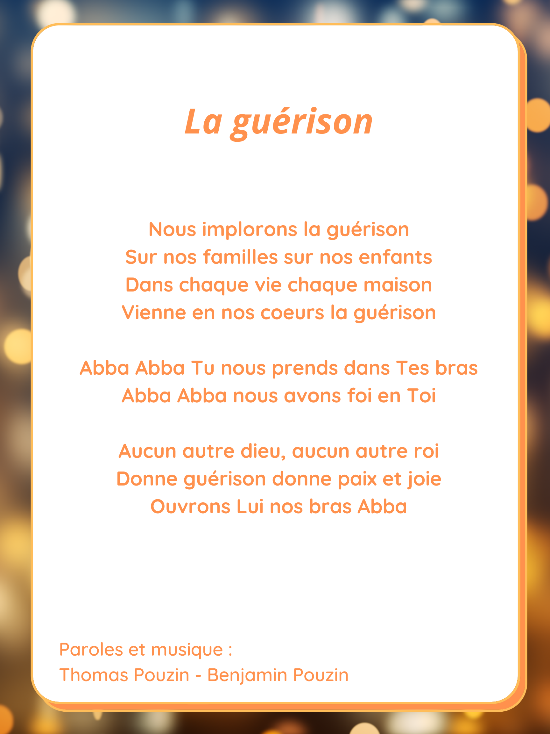 La guérison
Nous implorons la guérison
Sur nos familles sur nos enfants
Dans chaque vie chaque maison
Vienne en nos coeurs la guérison
Abba Abba Tu nous prends dans Tes bras
Abba Abba nous avons foi en Toi
Aucun autre dieu, aucun autre roi
Donne guérison donne paix et joie
Ouvrons Lui nos bras Abba
Paroles et musique :
Thomas Pouzin - Benjamin Pouzin